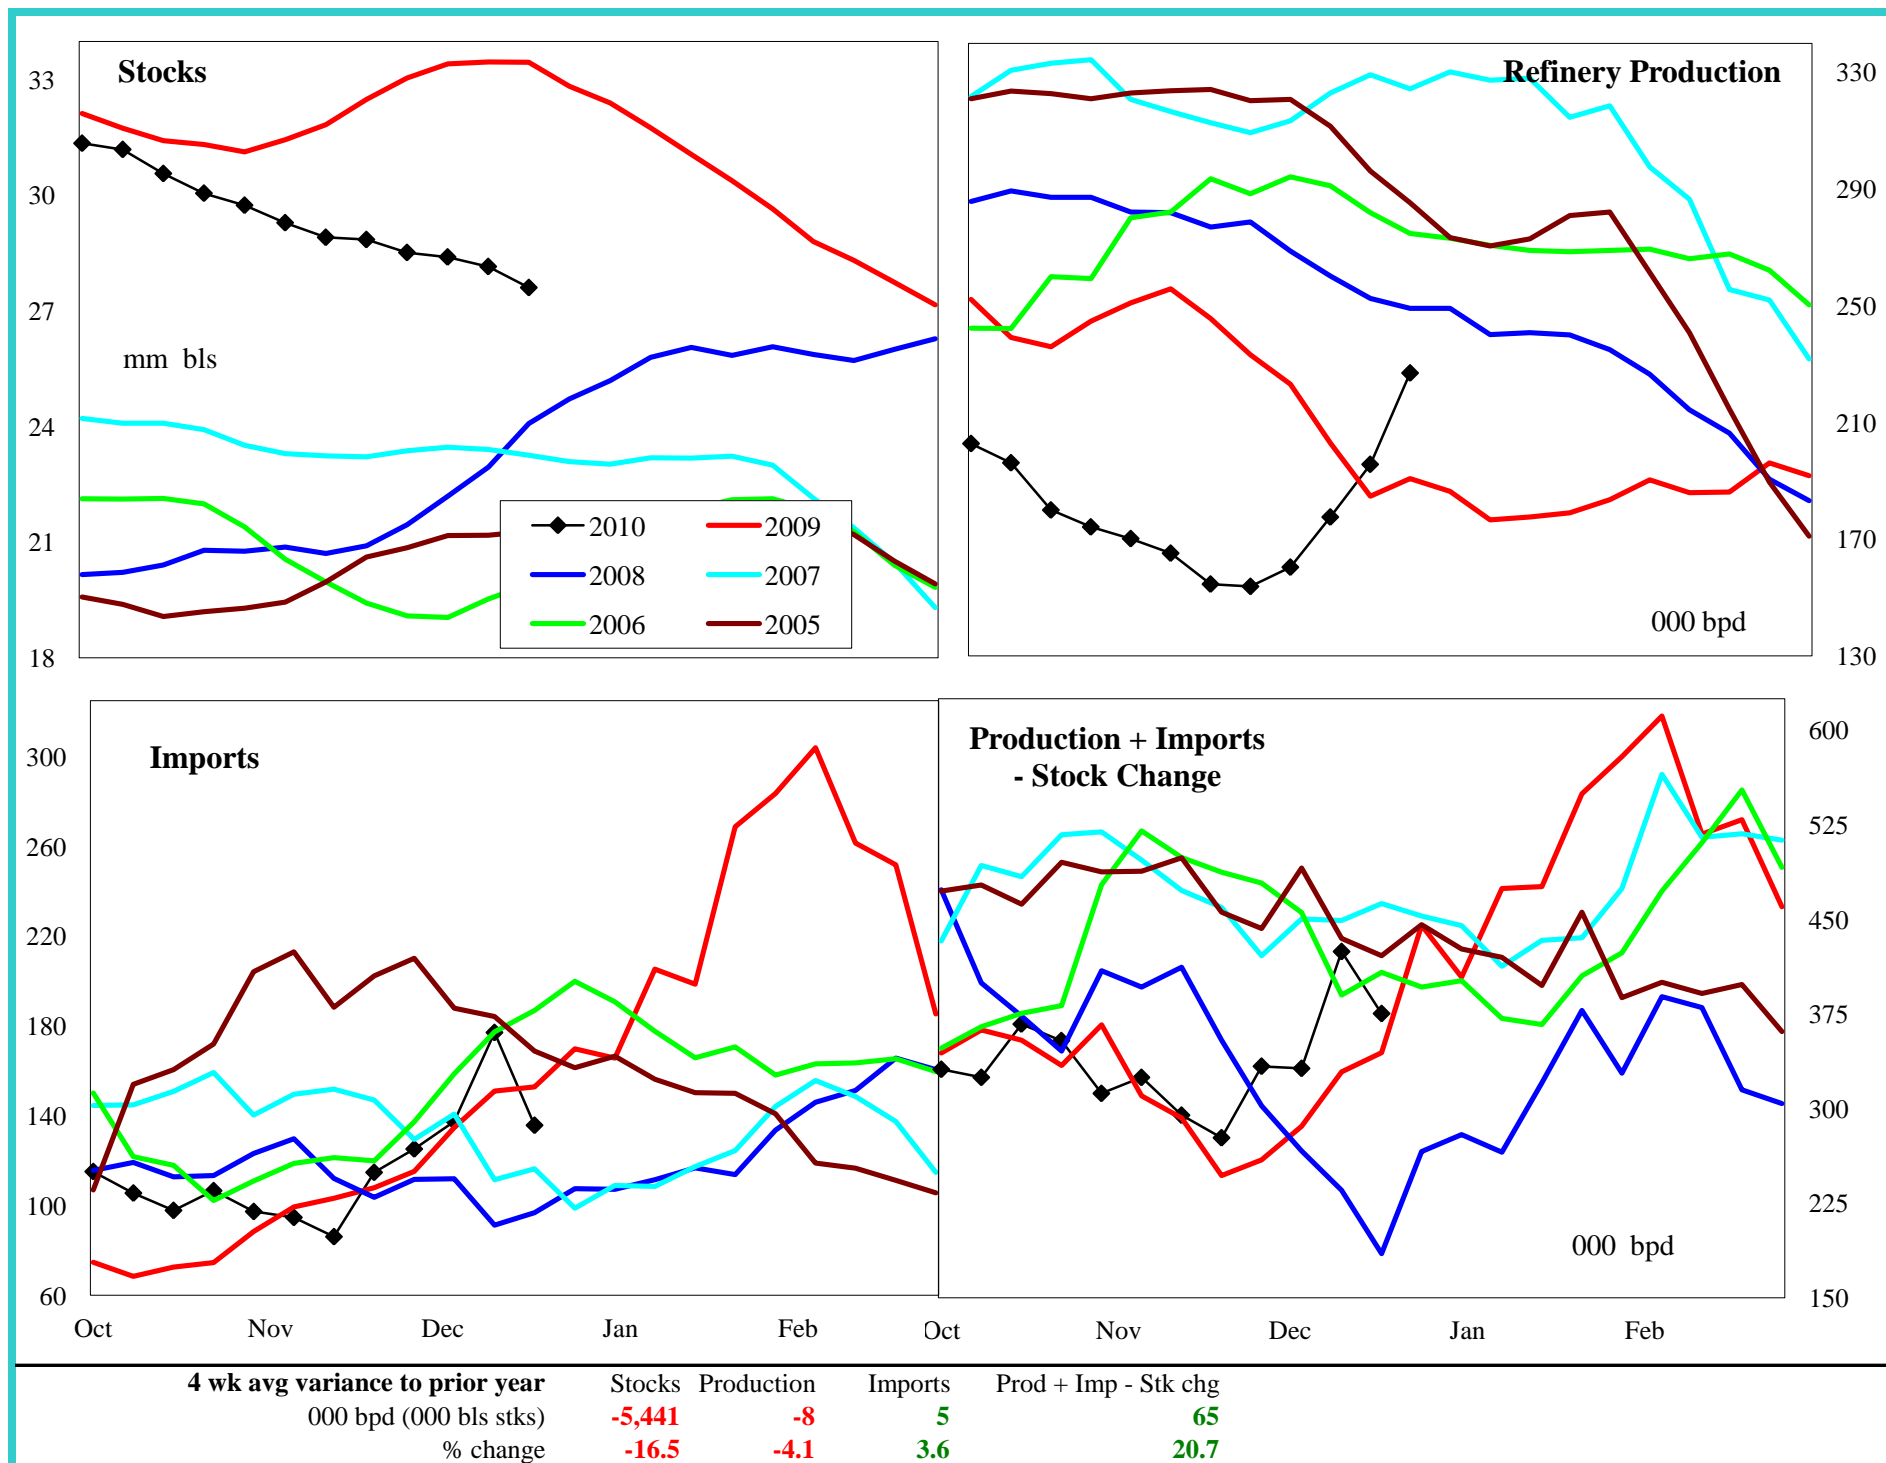 Stocks
33
30
27
24
21
18
mm bls
2010 2009
2008 2007
2006 2005
Refinery Production
330
290
250
210
170
130
000 bpd
Imports
300
260
220
180
140
100
60
Oct Nov Dec Jan Feb
Production + Imports
- Stock Change
600
525
450
375
300
225
150
000 bpd
Oct Nov Dec Jan Feb
4 wk avg variance to prior year Stocks Production Imports Prod + Imp - Stk chg
000 bpd (000 bls stks) -5,441 -8 5 65
% change -16.5 -4.1 3.6 20.7